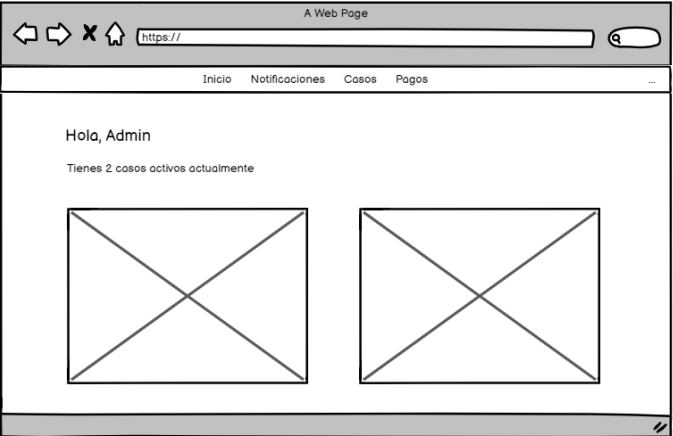 A Web Page
https://
Inicio Notificaciones Casos Pagos ...
Hola, Admin
Tienes 2 casos activos actualmente